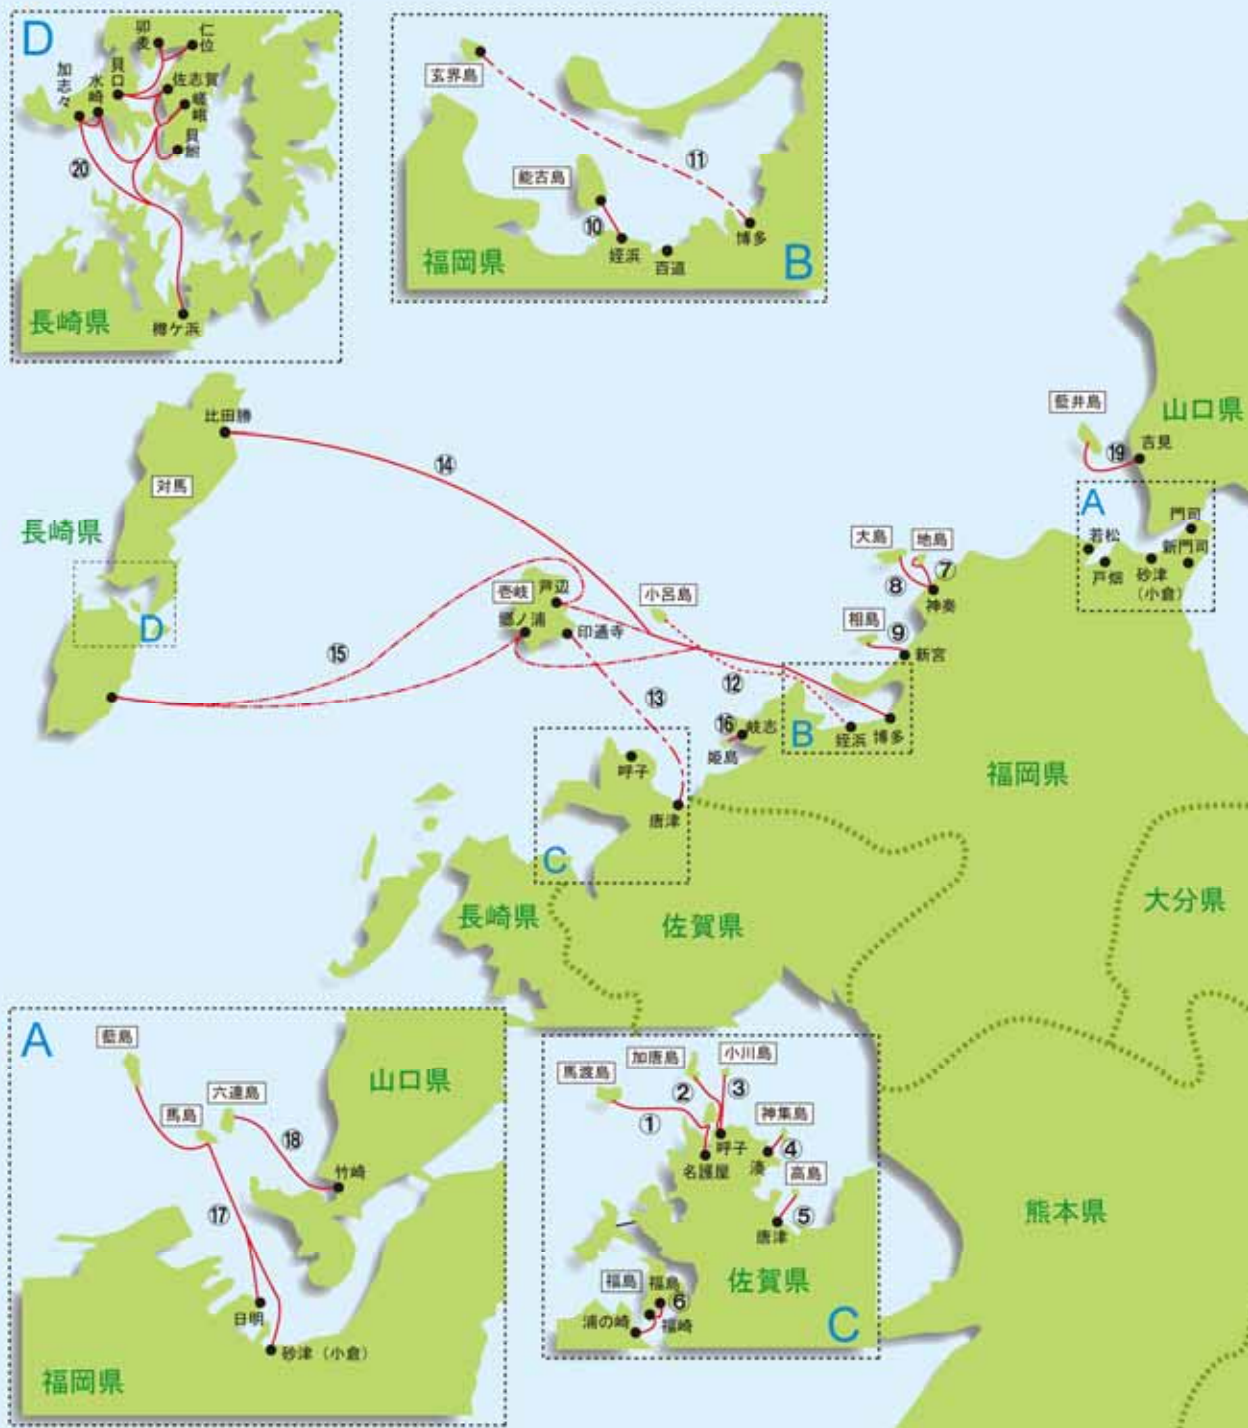 D
卯麦
仁位
加志々
水崎
貝口
佐志賀
嵯峨
貝鮒
⑳
長崎県
樽ケ浜
玄界島
⑪
能古島
⑩
姪浜
百道
博多
福岡県
B
比田勝
⑭
対馬
長崎県
D
⑮
壱岐
芦辺
郷ノ浦
印通寺
小呂島
⑬
⑫
大島
地島
⑧
⑦
神奏
相島
⑨
新宮
藍井島
⑲
吉見
山口県
A
門司
若松
戸畑
砂津
(小倉)
新門司
⑯
岐志
姫島
B
姪浜
博多
福岡県
呼子
唐津
C
長崎県
佐賀県
大分県
熊本県
A
藍島
六連島
馬島
山口県
⑱
竹崎
⑰
日明
砂津(小倉)
福岡県
馬渡島
加唐島
小川島
②
③
①
神集島
呼子
④
名護屋
湊
高島
⑤
唐津
佐賀県
福島
福島
⑥
浦の崎
福崎
C